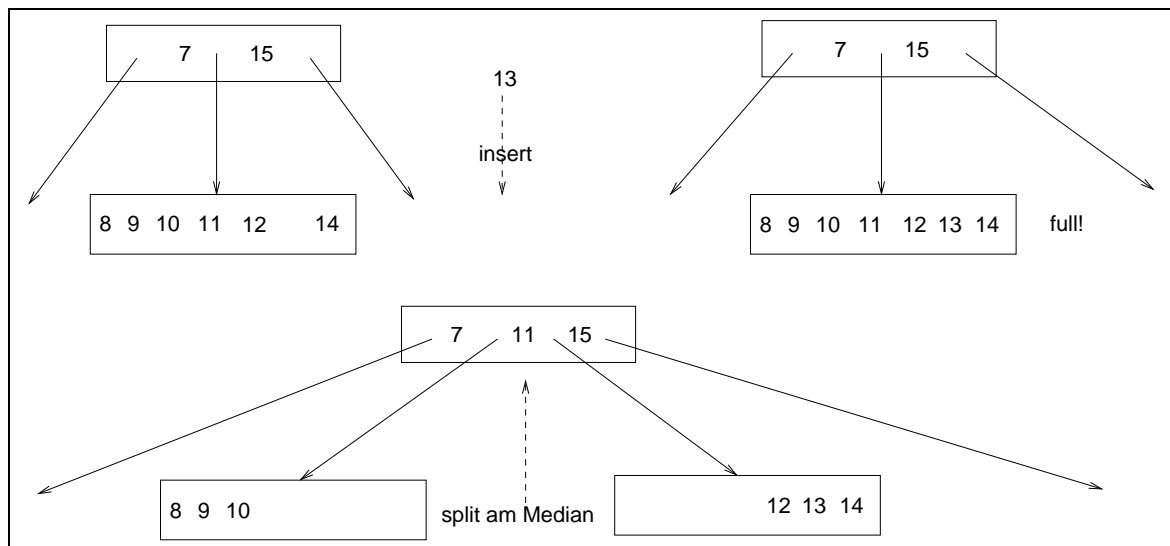 7 15
7 15
13
insert
8 9 10 11 12 14
8 9 10 11 12 13 14 full!
7 11 15
8 9 10
split am Median
12 13 14